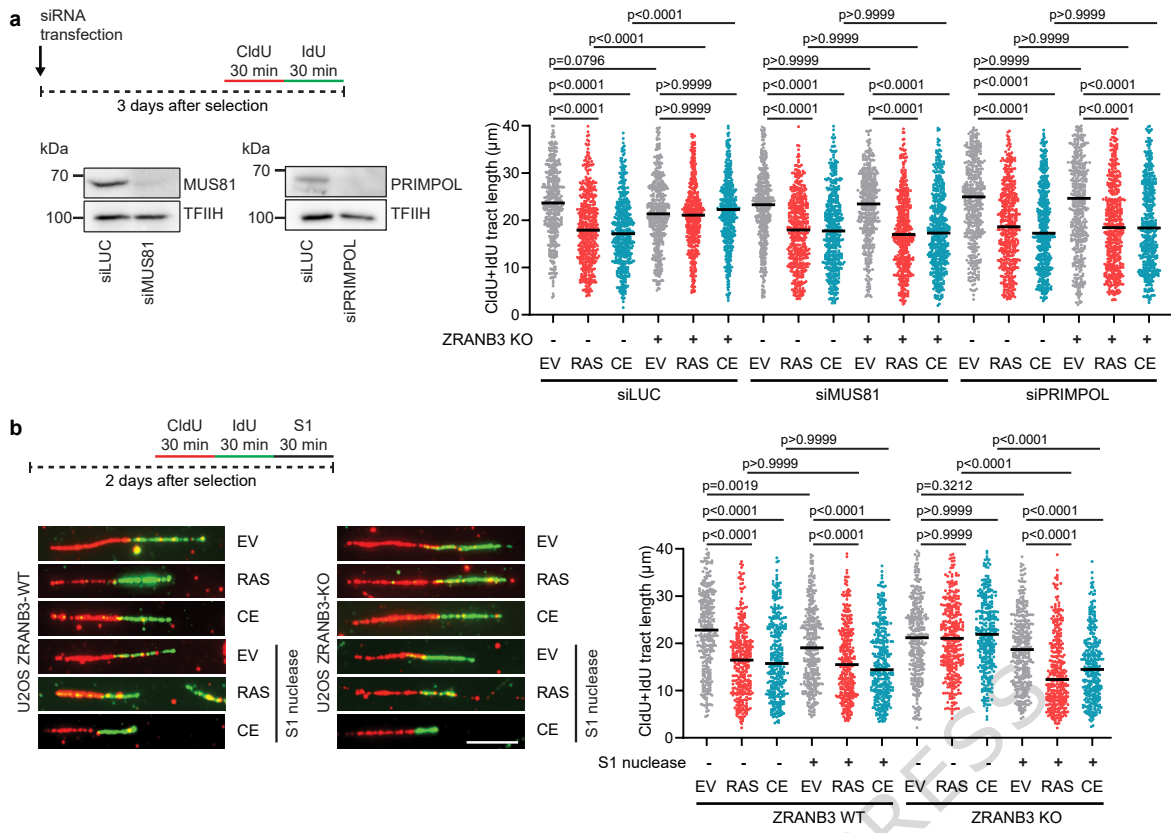 a
siRNA
transfection
CldU IdU
30 min 30 min
3 days after selection
kDa
70
100
MUS81
TFIIH
siLUC
siMUS81
kDa
70
100
PRIMPOL
TFIIH
siLUC
siPRIMPOL
p<0.0001 p>0.9999 p>0.9999
p<0.0001 p>0.9999 p>0.9999
p=0.0796 p>0.9999 p>0.9999
p<0.0001 p>0.9999 p<0.0001 p<0.0001 p<0.0001 p<0.0001
p<0.0001 p>0.9999 p<0.0001 p<0.0001 p<0.0001 p<0.0001
CldU+IdU tract length (µm)
40
30
20
10
0
ZRANB3 KO - - - + + + - - - + + + - - - + + +
EV RAS CE EV RAS CE EV RAS CE EV RAS CE EV RAS CE EV RAS CE
siLUC siMUS81 siPRIMPOL
b
CldU IdU S1
30 min 30 min 30 min
2 days after selection
U2OS ZRANB3-WT
EV
RAS
CE
EV
RAS
CE
S1 nuclease
U2OS ZRANB3-KO
EV
RAS
CE
EV
RAS
CE
S1 nuclease
p>0.9999 p<0.0001
p>0.9999 p<0.0001
p=0.0019 p=0.3212
p<0.0001 p<0.0001 p>0.9999 p<0.0001
p<0.0001 p<0.0001 p>0.9999 p<0.0001
CldU+IdU tract length (µm)
40
30
20
10
0
S1 nuclease - - - + + + - - - + + +
EV RAS CE EV RAS CE EV RAS CE EV RAS CE
ZRANB3 WT ZRANB3 KO
RESS